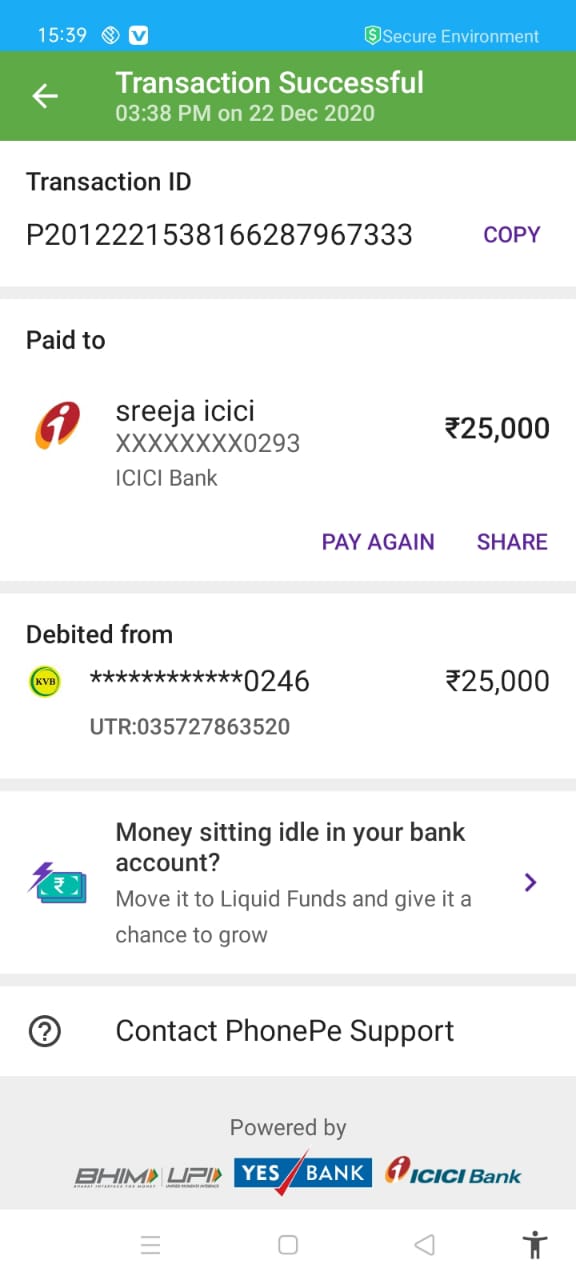 15:39
Secure Environment
Transaction Successful
03:38 PM on 22 Dec 2020
Transaction ID
P2012221538166287967333 COPY
Paid to
sreeja icici
XXXXXXXX0293
ICICI Bank
₹25,000
PAY AGAIN SHARE
Debited from
KVB ************0246 ₹25,000
UTR:035727863520
Money sitting idle in your bank
account?
Move it to Liquid Funds and give it a
chance to grow
Contact PhonePe Support
Powered by
BHIM UPI YES BANK ICICI Bank